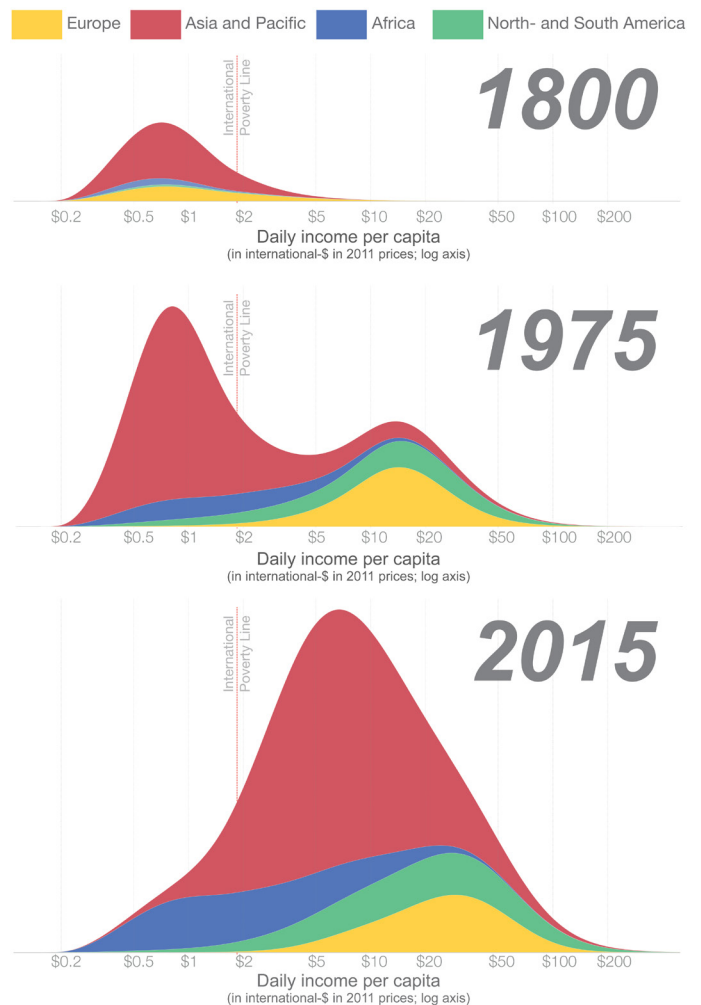 Europe Asia and Pacific Africa North- and South America
International
Poverty Line
1800
$0.2 $0.5 $1 $2 $5 $10 $20 $50 $100 $200
Daily income per capita
(in international-$ in 2011 prices; log axis)
International
Poverty Line
1975
$0.2 $0.5 $1 $2 $5 $10 $20 $50 $100 $200
Daily income per capita
(in international-$ in 2011 prices; log axis)
International
Poverty Line
2015
$0.2 $0.5 $1 $2 $5 $10 $20 $50 $100 $200
Daily income per capita
(in international-$ in 2011 prices; log axis)